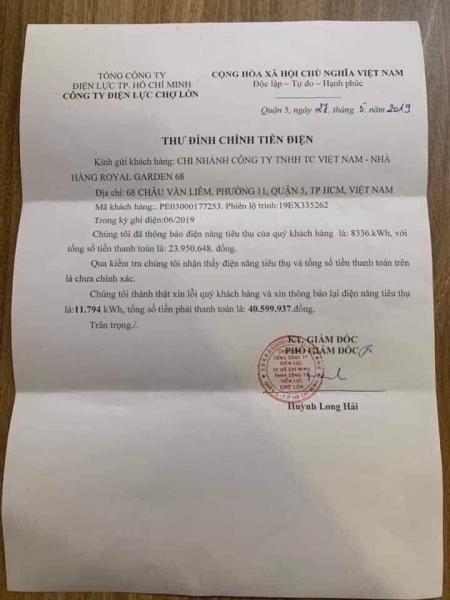 TỔNG CÔNG TY
ĐIỆN LỰC TP. HỒ CHÍ MINH
CÔNG TY ĐIỆN LỰC CHỢ LỚN
CỘNG HÒA XÃ HỘI CHỦ NGHĨA VIỆT NAM
Độc lập – Tự do – Hạnh phúc
Quận 5, ngày 27. tháng 5. năm 2019
THƯ ĐÍNH CHÍNH TIỀN ĐIỆN
Kính gửi khách hàng: CHI NHÁNH CÔNG TY TNHH TC VIỆT NAM - NHÀ
HÀNG ROYAL GARDEN 68
Địa chỉ: 68 CHÂU VĂN LIÊM, PHƯỜNG 11, QUẬN 5, TP HCM, VIỆT NAM
Mã khách hàng:. PE03000177253. Phiên lộ trình:19EX335262
Trong kỳ ghi điện:06/2019
Chúng tôi đã thông báo điện năng tiêu thụ của quý khách hàng là: 8336.kWh, với
tổng số tiền thanh toán là: 23.950.648. đồng.
Qua kiểm tra chúng tôi nhận thấy điện năng tiêu thụ và tổng số tiền thanh toán trên
là chưa chính xác.
Chúng tôi thành thật xin lỗi quý khách hàng và xin thông báo lại điện năng tiêu thụ
là:11.794 kWh, tổng số tiền phải thanh toán là: 40.599.937.đồng.
Trân trọng./.
KT. GIÁM ĐỐC
PHÓ GIÁM ĐỐC
TỔNG CÔNG TY
ĐIỆN LỰC
TP HỒ CHÍ MINH
TNHH CÔNG TY
ĐIỆN LỰC
CHỢ LỚN
Huỳnh Long Hải